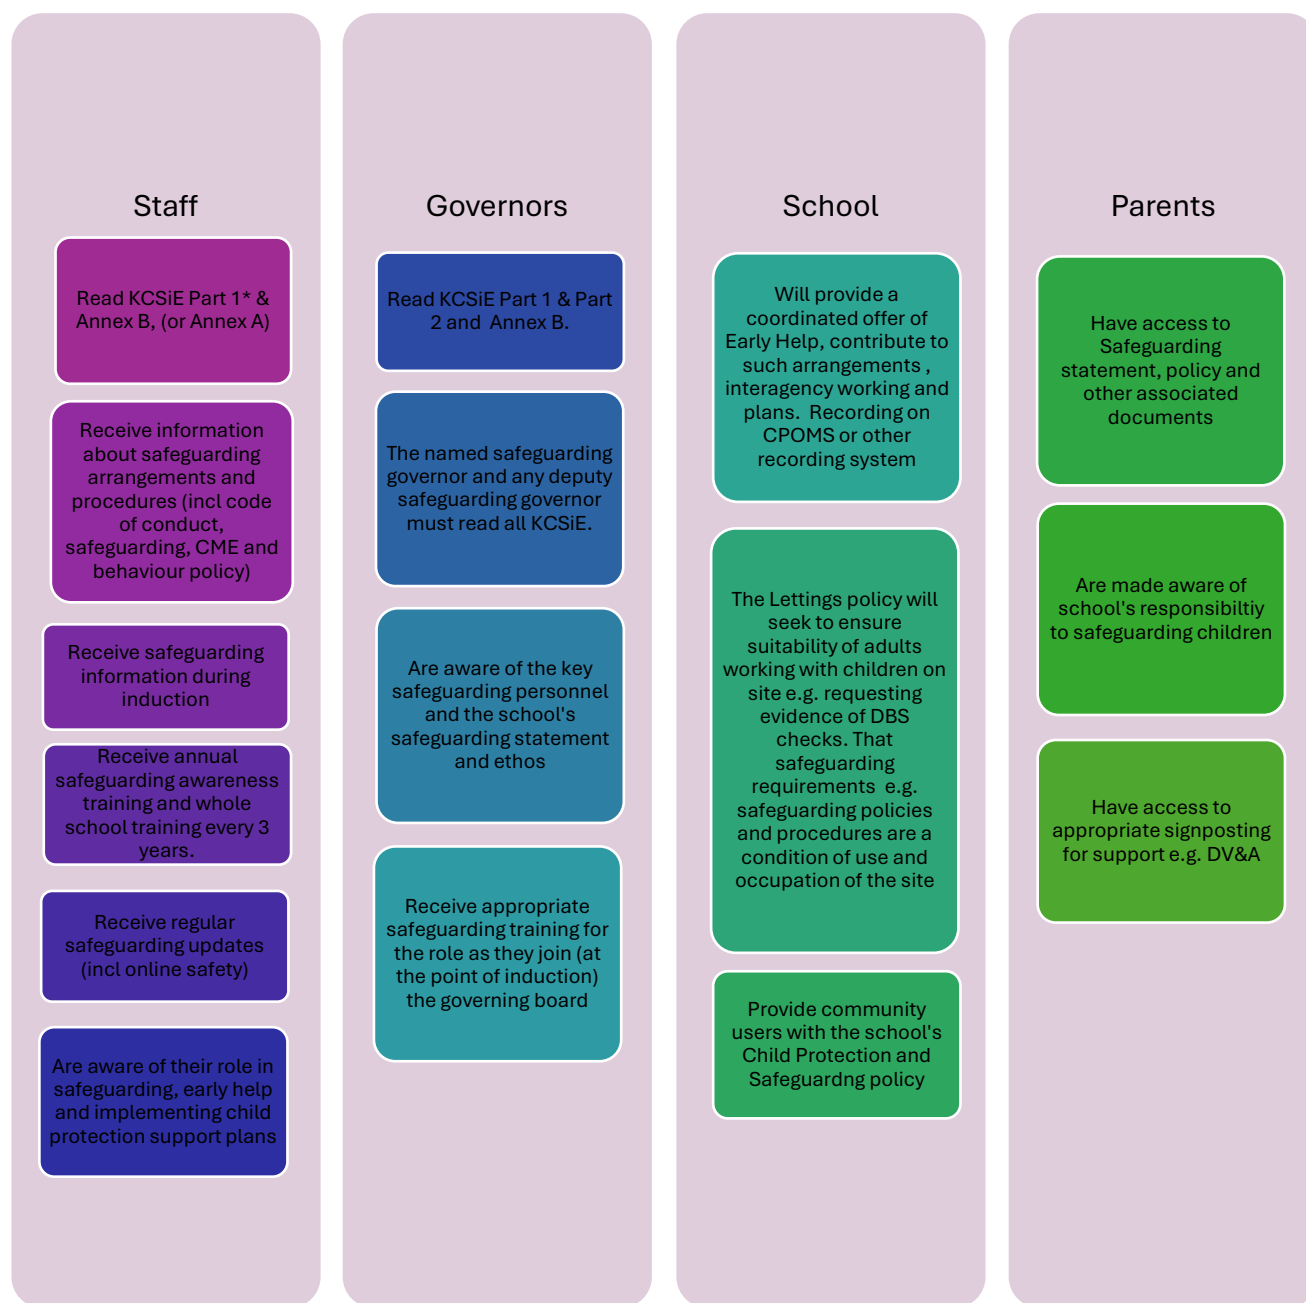 Staff
Read KCSiE Part 1* &
Annex B, (or Annex A)
Receive information
about safeguarding
arrangements and
procedures (incl code
of conduct,
safeguarding, CME and
behaviour policy)
Receive safeguarding
information during
induction
Receive annual
safeguarding awareness
training and whole
school training every 3
years.
Receive regular
safeguarding updates
(incl online safety)
Are aware of their role in
safeguarding, early help
and implementing child
protection support plans
Governors
Read KCSiE Part 1 & Part
2 and  Annex B.
The named safeguarding
governor and any deputy
safeguarding governor
must read all KCSiE.
Are aware of the key
safeguarding personnel
and the school's
safeguarding statement
and ethos
Receive appropriate
safeguarding training for
the role as they join (at
the point of induction)
the governing board
School
Will provide a
coordinated offer of
Early Help, contribute to
such arrangements ,
interagency working and
plans.  Recording on
CPOMS or other
recording system
The Lettings policy will
seek to ensure
suitability of adults
working with children on
site e.g. requesting
evidence of DBS
checks. That
safeguarding
requirements  e.g.
safeguarding policies
and procedures are a
condition of use and
occupation of the site
Provide community
users with the school's
Child Protection and
Safeguardng policy
Parents
Have access to
Safeguarding
statement, policy and
other associated
documents
Are made aware of
school's responsibiltiy
to safeguarding children
Have access to
appropriate signposting
for support e.g. DV&A